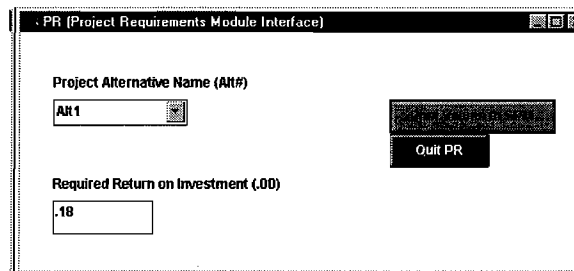 PR (Project Requirements Module Interface)
Project Alternative Name (Alt#)
Alt1
Quit PR
Required Return on Investment (.00)
.18